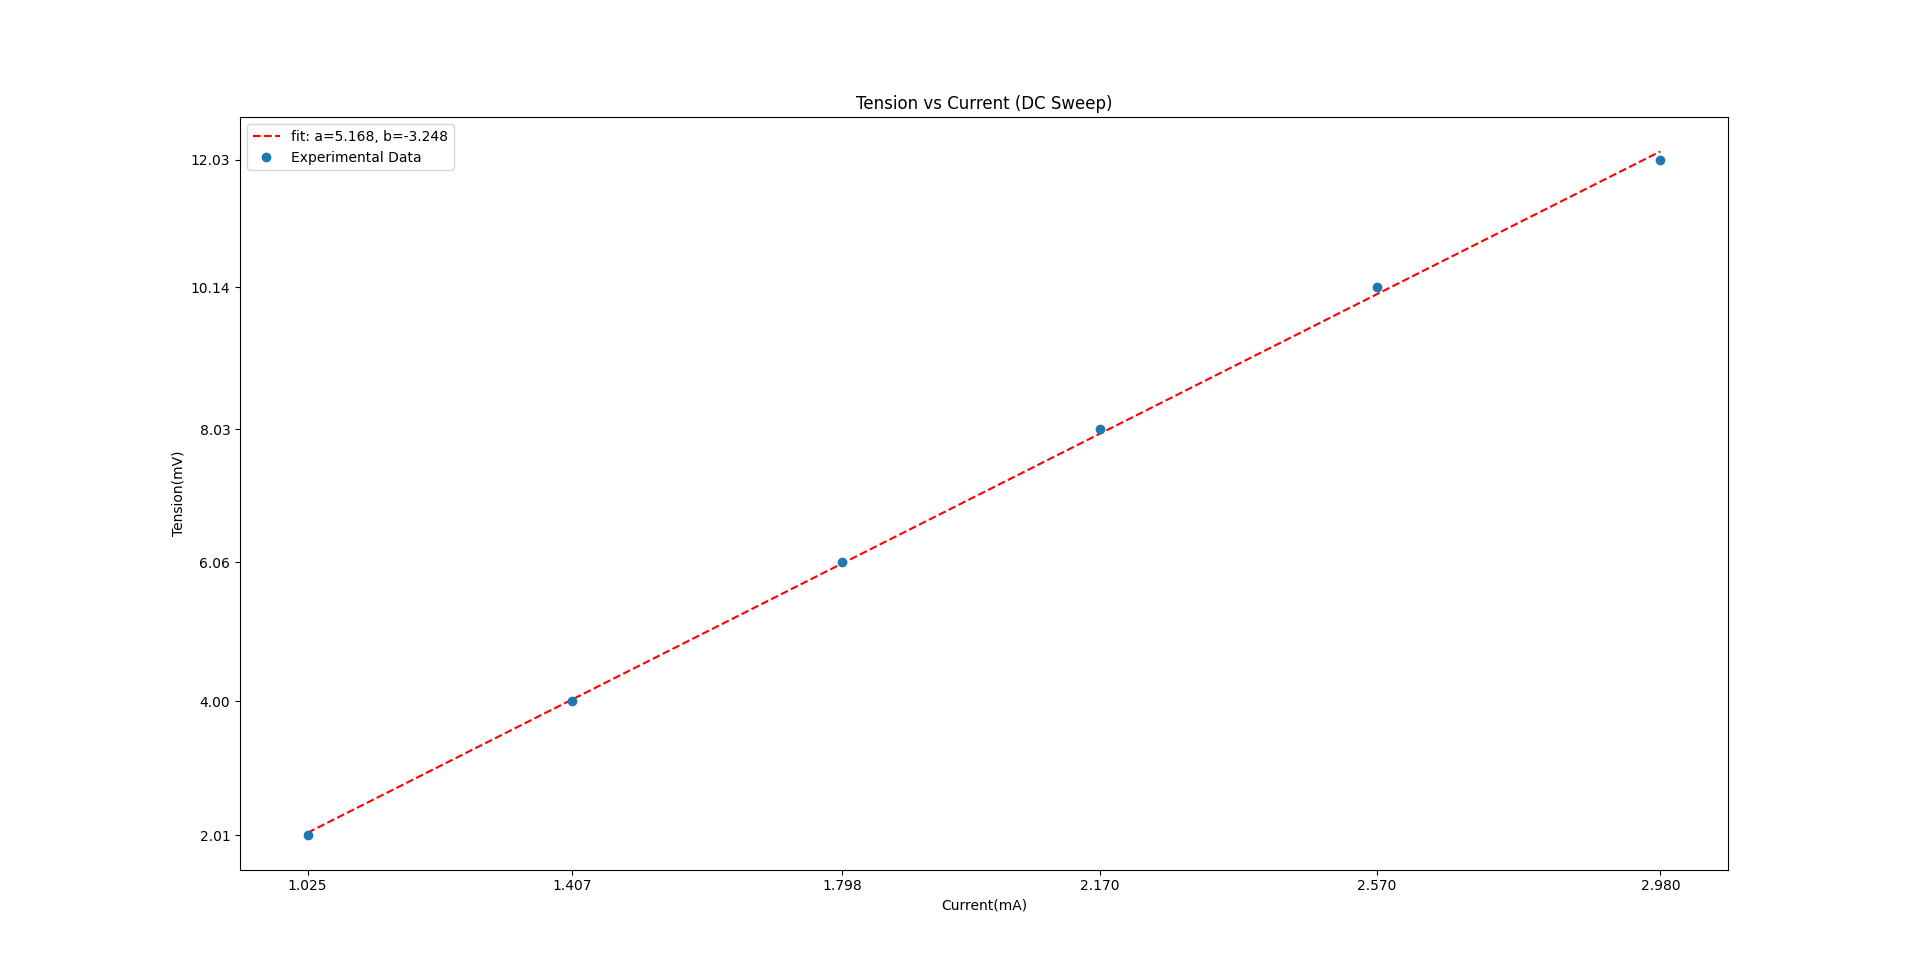 Tension vs Current (DC Sweep)
fit: a=5.168, b=-3.248
Experimental Data
12.03
10.14
8.03
6.06
4.00
2.01
Tension(mV)
1.025 1.407 1.798 2.170 2.570 2.980
Current(mA)